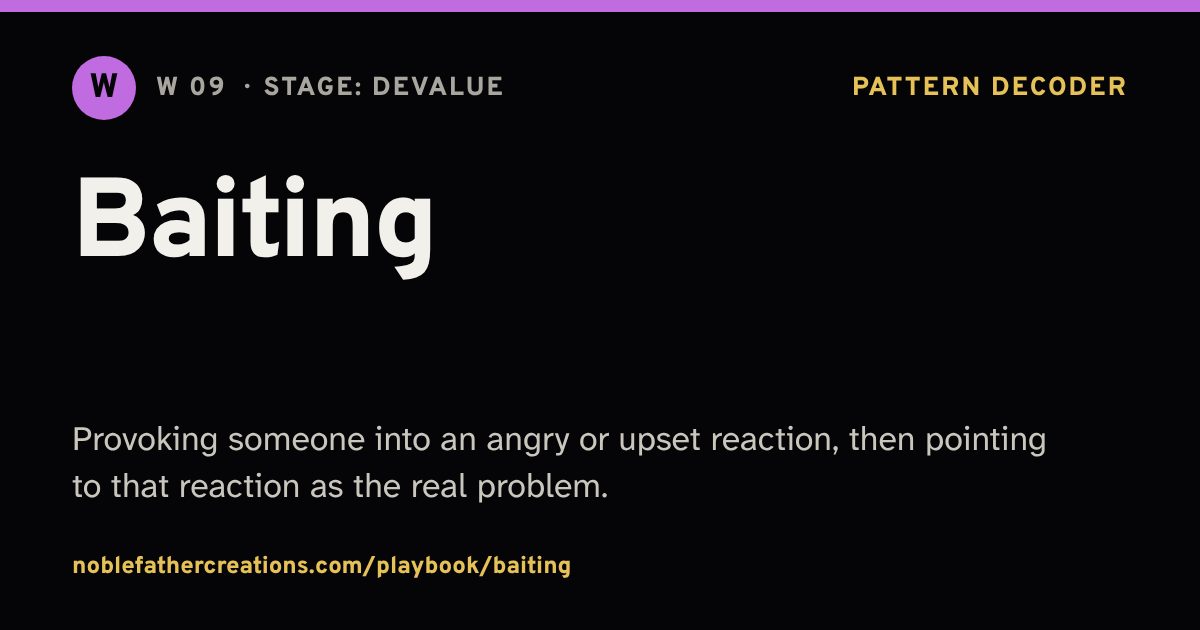 W
W 09 · STAGE: DEVALUE
PATTERN DECODER
Baiting
Provoking someone into an angry or upset reaction, then pointing
to that reaction as the real problem.
noblefathercreations.com/playbook/baiting